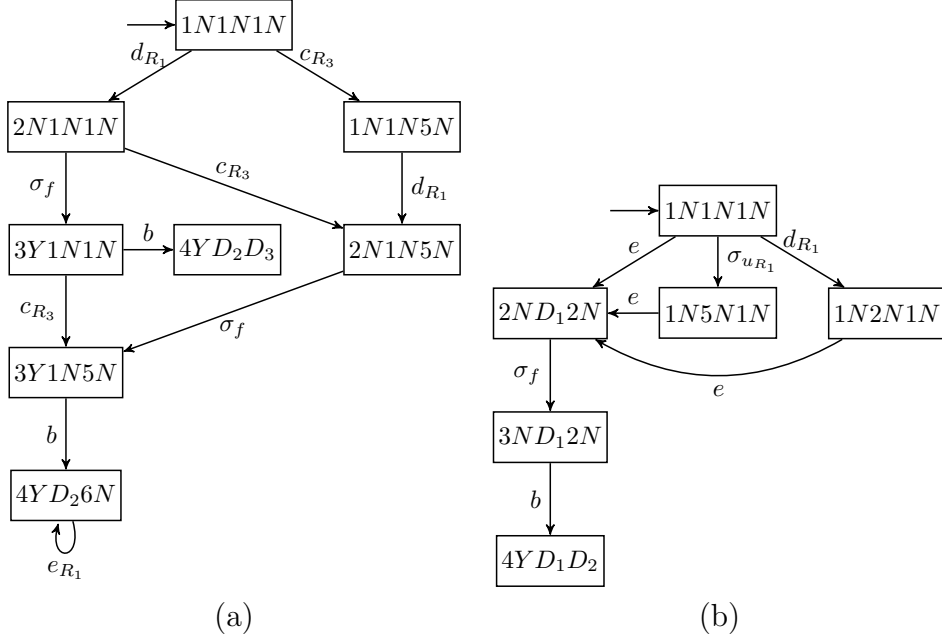 1N1N1N
d_{R_1}
c_{R_3}
2N1N1N
1N1N5N
σ_f
c_{R_3}
d_{R_1}
3Y1N1N
b
4YD_2D_3
2N1N5N
c_{R_3}
σ_f
3Y1N5N
b
4YD_26N
e_{R_1}
(a)
1N1N1N
e
σ_{u_{R_1}}
d_{R_1}
2ND_12N
e
1N5N1N
1N2N1N
σ_f
e
3ND_12N
b
4YD_1D_2
(b)